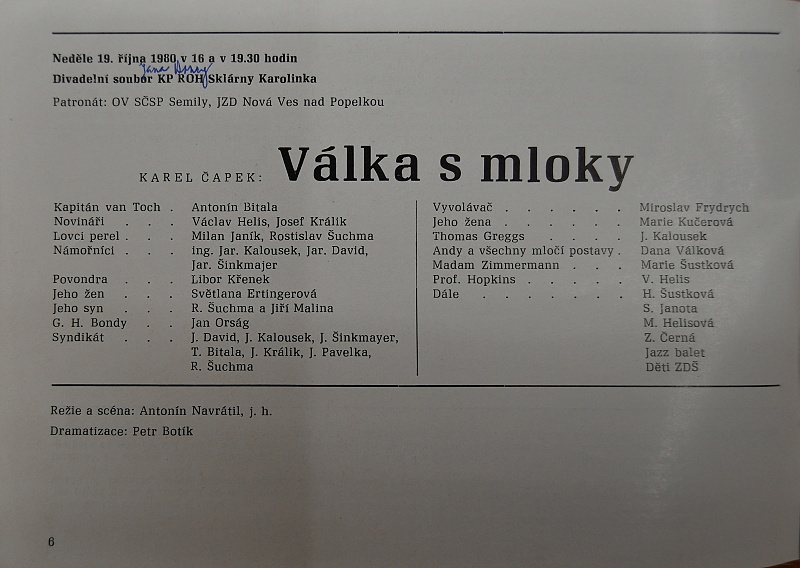 Neděle 19. října 1980 v 16 a v 19.30 hodin
Divadelní soubor KP ROH Sklárny Karolinka
Patronát: OV SČSP Semily, JZD Nová Ves nad Popelkou
KAREL ČAPEK: Válka s mloky
Kapitán van Toch . Antonín Bitala
Novináři . . . Václav Helis, Josef Králik
Lovci perel . . . Milan Janík, Rostislav Šuchma
Námořníci . . . ing. Jar. Kalousek, Jar. David,
Jar. Šinkmajer
Povondra . . . Libor Křenek
Jeho žen . . . Světlana Ertingerová
Jeho syn . . . R. Šuchma a Jiří Malina
G. H. Bondy . . Jan Orság
Syndikát . . . J. David, J. Kalousek, J. Šinkmayer,
T. Bitala, J. Králik, J. Pavelka,
R. Šuchma
Vyvolávač . . . . . . Miroslav Frydrych
Jeho žena . . . . . . Marie Kučerová
Thomas Greggs . . . . J. Kalousek
Andy a všechny mločí postavy . Dana Válková
Madam Zimmermann . . . Marie Šustková
Prof. Hopkins . . . . . V. Helis
Dále . . . . . . . H. Šustková
S. Janota
M. Helisová
Z. Černá
Jazz balet
Děti ZDŠ
Režie a scéna: Antonín Navrátil, j. h.
Dramatizace: Petr Botík
6